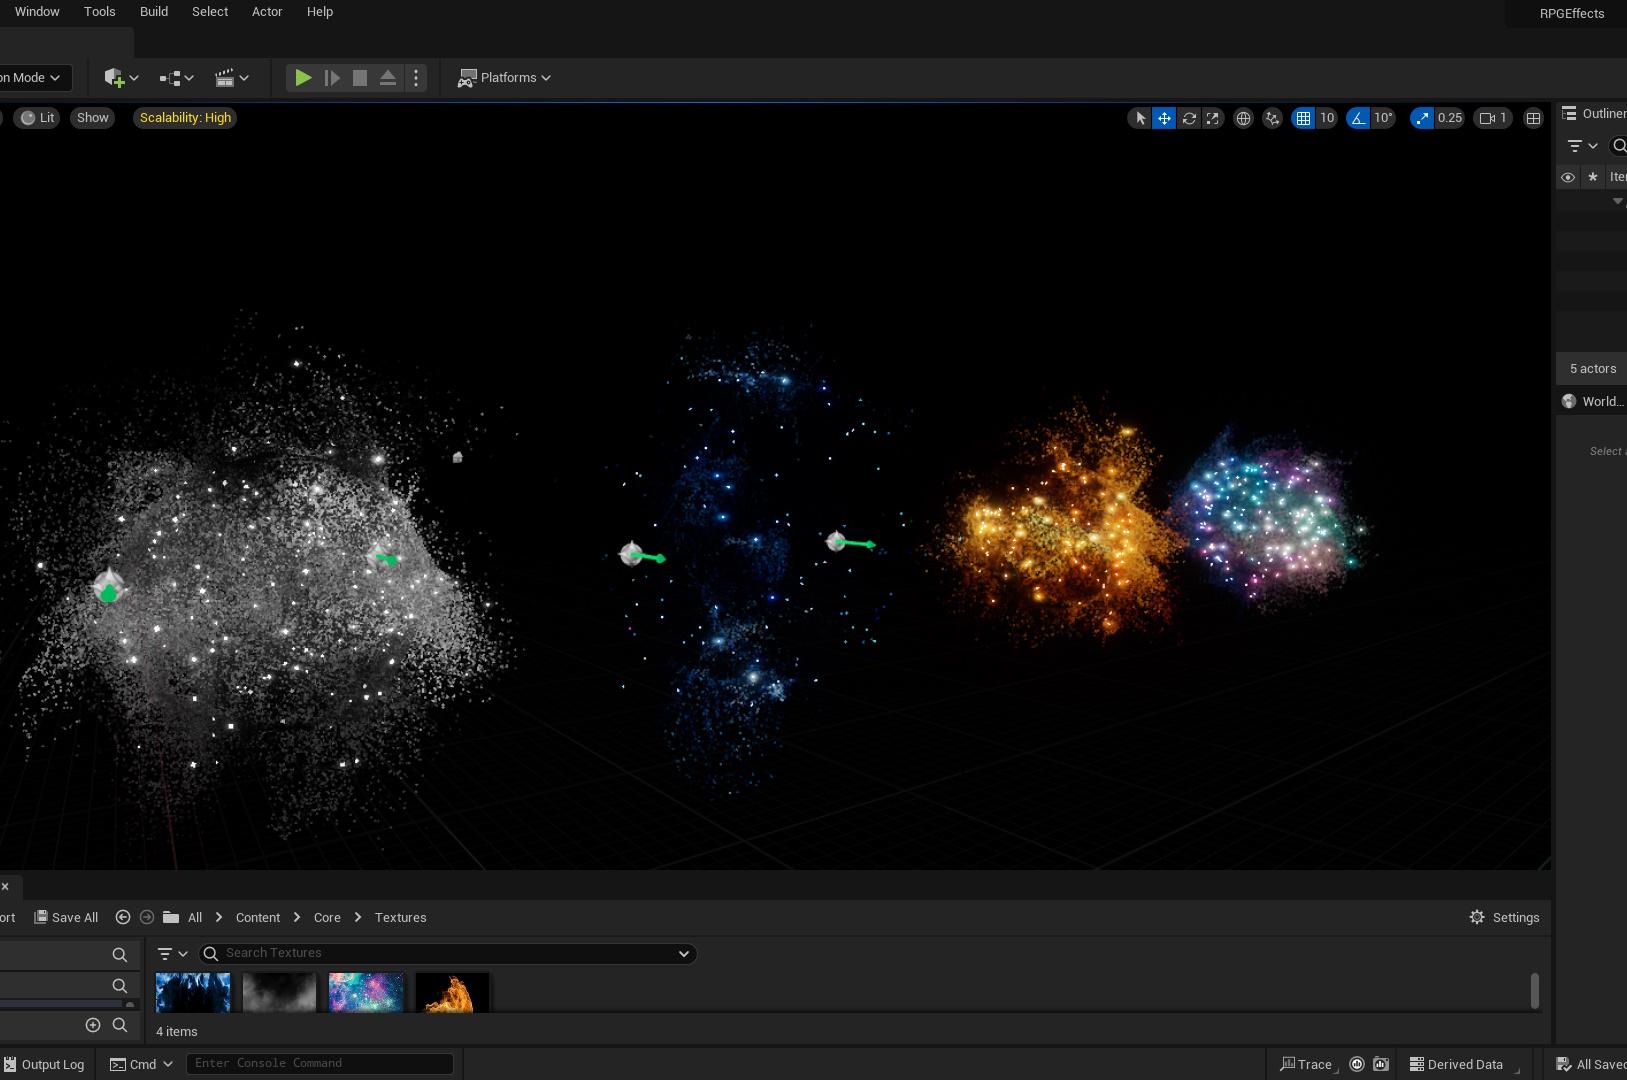 Window Tools Build Select Actor Help
RPGEffects
on Mode
Platforms
Lit Show Scalability: High
10 10° 0.25 1
Outliner
Ite
5 actors
World...
Select a
ort Save All All Content Core Textures
Settings
Search Textures
4 items
Output Log Cmd Enter Console Command
Trace Derived Data All Saved